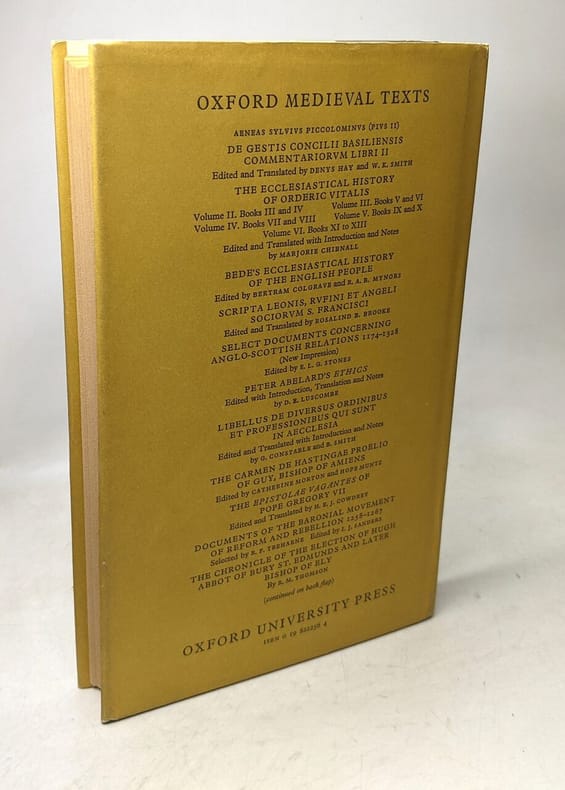 OXFORD MEDIEVAL TEXTS
AENEAS SYLVIVS PICCOLOMINVS (PIVS II)
DE GESTIS CONCILII BASILIENSIS
COMMENTARIORVM LIBRI II
Edited and Translated by DENYS HAY and W. K. SMITH
THE ECCLESIASTICAL HISTORY
OF ORDERIC VITALIS
Volume II. Books III and IV Volume III. Books V and VI
Volume IV. Books VII and VIII Volume V. Books IX and X
Volume VI. Books XI to XIII
Edited and Translated with Introduction and Notes
by MARJORIE CHIBNALL
BEDE'S ECCLESIASTICAL HISTORY
OF THE ENGLISH PEOPLE
Edited by BERTRAM COLGRAVE and R. A. B. MYNORS
SCRIPTA LEONIS, RVFINI ET ANGELI
SOCIORVM S. FRANCISCI
Edited and Translated by ROSALIND B. BROOKE
SELECT DOCUMENTS CONCERNING
ANGLO-SCOTTISH RELATIONS 1174-1328
(New Impression)
Edited by E. L. G. STONES
PETER ABELARD'S ETHICS
Edited with Introduction, Translation and Notes
by D. E. LUSCOMBE
LIBELLUS DE DIVERSIS ORDINIBUS
ET PROFESSIONIBUS QUI SUNT
IN AECCLESIA
Edited and Translated with Introduction and Notes
by G. CONSTABLE and B. SMITH
THE CARMEN DE HASTINGAE PROELIO
OF GUY, BISHOP OF AMIENS
Edited by CATHERINE MORTON and HOPE MUNTZ
THE EPISTOLAE VAGANTES OF
POPE GREGORY VII
Edited and Translated by H. E. J. COWDREY
DOCUMENTS OF THE BARONIAL MOVEMENT
OF REFORM AND REBELLION 1258-1267
Selected by R. F. TREHARNE Edited by I. J. SANDERS
THE CHRONICLE OF THE ELECTION OF HUGH
ABBOT OF BURY ST. EDMUNDS AND LATER
BISHOP OF ELY
By R. M. THOMSON
(continued on back flap)
OXFORD UNIVERSITY PRESS
ISBN 0 19 822256 4